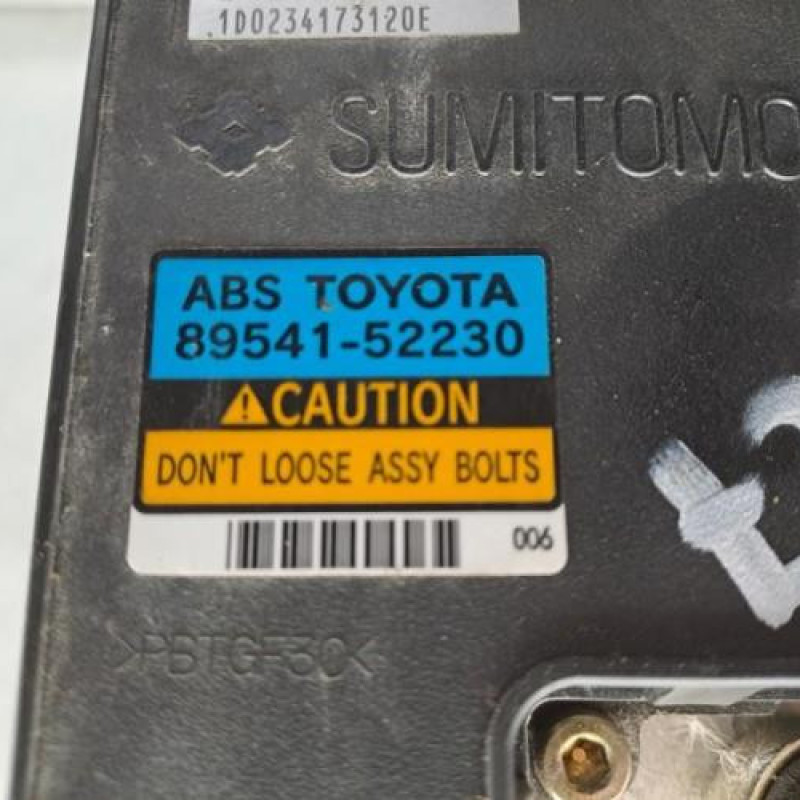 .1D0234173120E
SUMITOMO
ABS TOYOTA
89541-52230
CAUTION
DON'T LOOSE ASSY BOLTS
006
>PBTGF30<